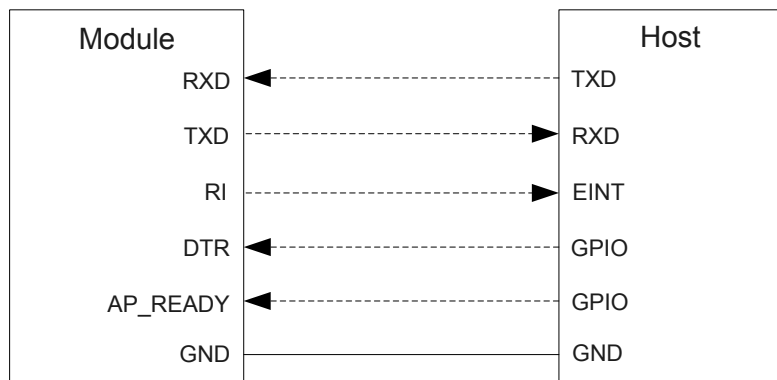 Module Host
RXD TXD
TXD RXD
RI EINT
DTR GPIO
AP_READY GPIO
GND GND